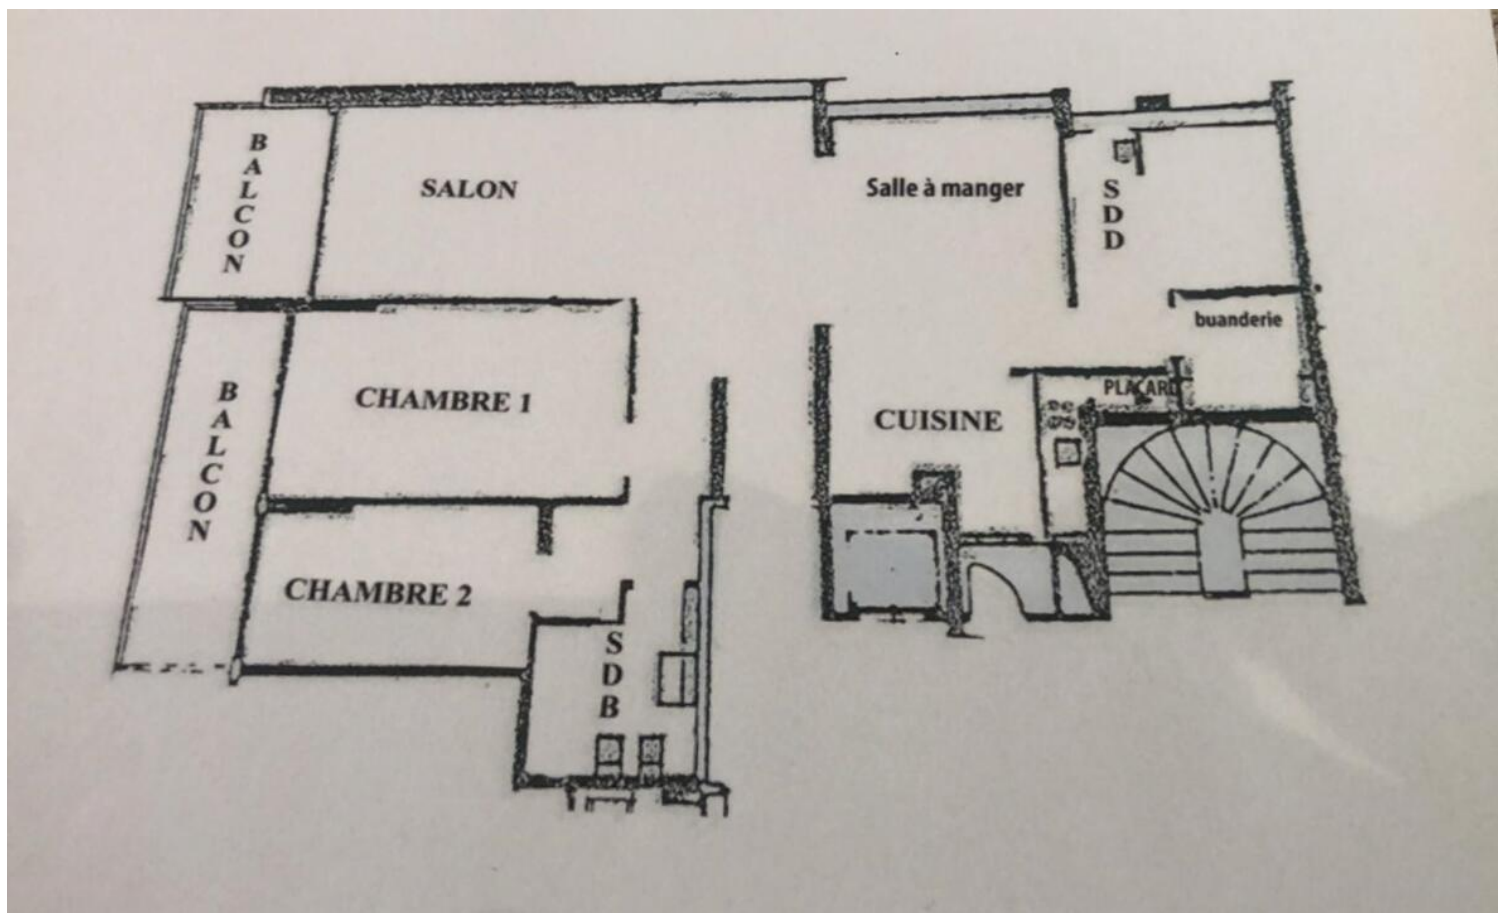 BALCON
SALON
Salle à manger
SDD
buanderie
PLACARD
BALCON
CHAMBRE 1
CUISINE
CHAMBRE 2
SDB